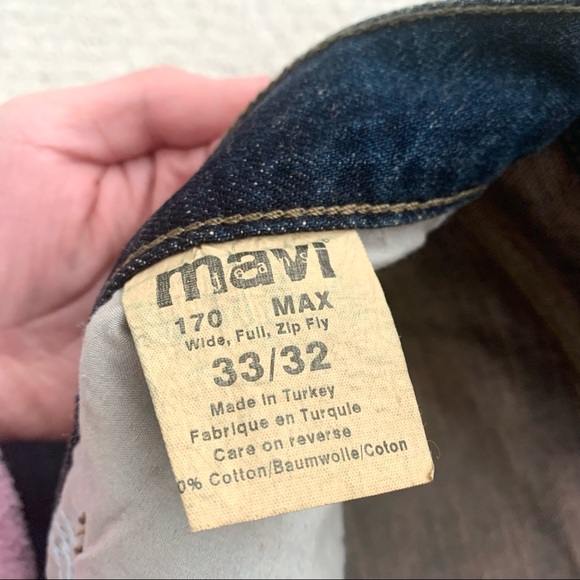 mavi
jeans
170 MAX
Wide, Full, Zip Fly
33/32
Made in Turkey
Fabrique en Turquie
Care on reverse
0% Cotton/Baumwolle/Coton